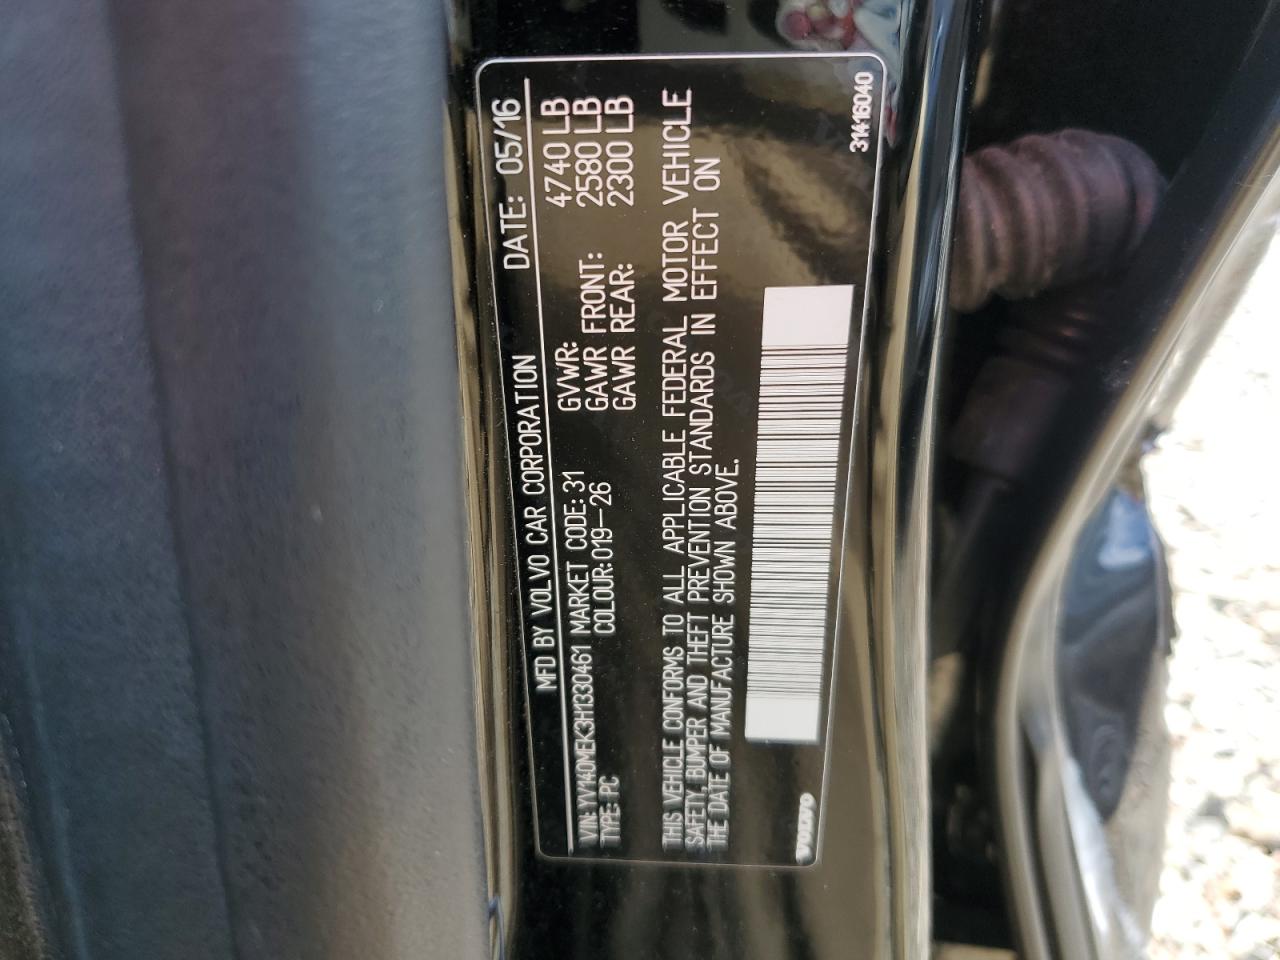 MFD BY VOLVO CAR CORPORATION DATE: 05/16
VIN: YV140MEK3H1330461 MARKET CODE: 31 GVWR: 4740 LB
TYPE: PC COLOUR: 019-26 GAWR FRONT: 2580 LB
GAWR REAR: 2300 LB
THIS VEHICLE CONFORMS TO ALL APPLICABLE FEDERAL MOTOR VEHICLE
SAFETY, BUMPER AND THEFT PREVENTION STANDARDS IN EFFECT ON
THE DATE OF MANUFACTURE SHOWN ABOVE.
VOLVO 31416040